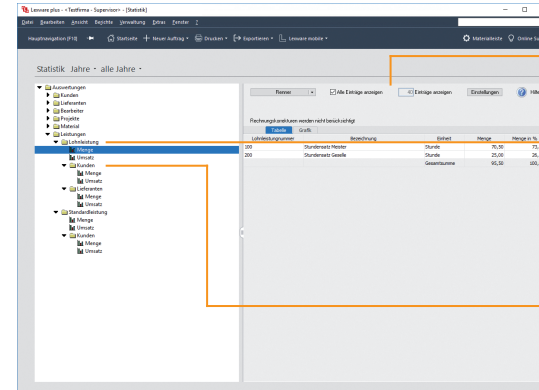 Lexware plus - <Testfirma - Supervisor> - [Statistik]
Datei Bearbeiten Ansicht Berichte Verwaltung Extras Fenster ?
Hauptnavigation (F10) Startseite Neuer Auftrag Drucken Exportieren Lexware mobile Materialliste Online Su
Statistik Jahre alle Jahre
Auswertungen
Kunden
Lieferanten
Bearbeiter
Projekte
Material
Leistungen
Lohnleistung
Menge
Umsatz
Kunden
Menge
Umsatz
Lieferanten
Menge
Umsatz
Standardleistung
Menge
Umsatz
Kunden
Menge
Umsatz
Renner Alle Einträge anzeigen 40 Einträge anzeigen Einstellungen Hilfe
Rechnungskorrekturen werden nicht berücksichtigt
Tabelle Grafik
Lohnleistungsnummer Bezeichnung Einheit Menge Menge in %
100 Stundensatz Meister Stunde 70,50 73,
200 Stundensatz Geselle Stunde 25,00 26,
Gesamtsumme 95,50 100,